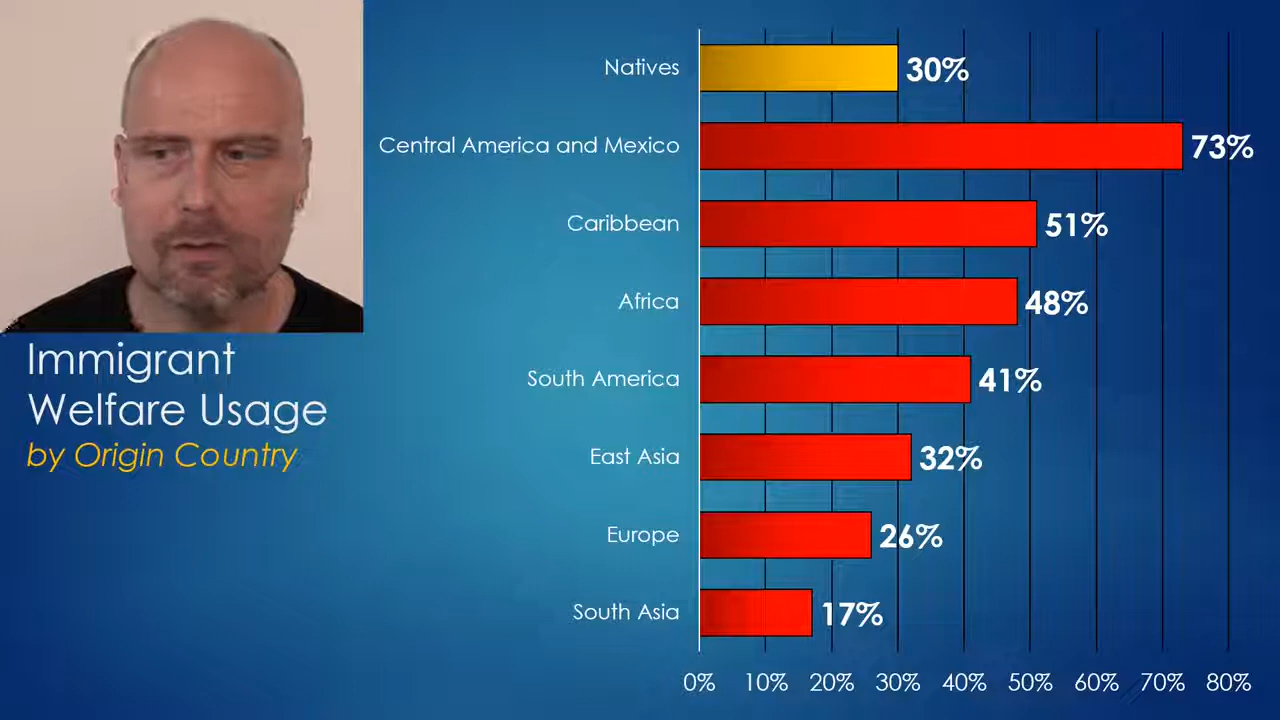 Immigrant
Welfare Usage
by Origin Country
Natives 30%
Central America and Mexico 73%
Caribbean 51%
Africa 48%
South America 41%
East Asia 32%
Europe 26%
South Asia 17%
0% 10% 20% 30% 40% 50% 60% 70% 80%